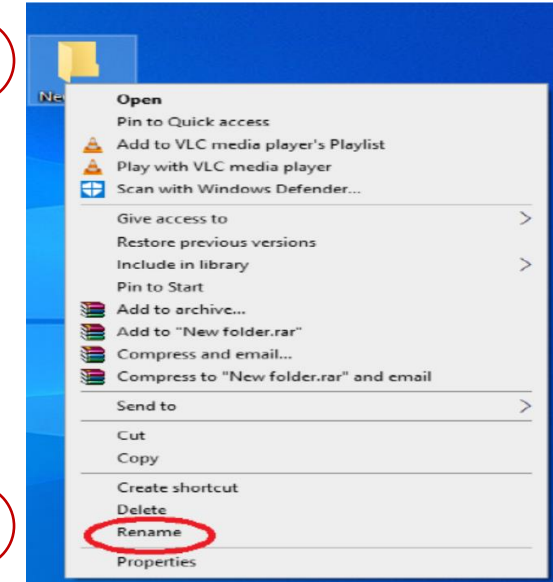 Ne
Open
Pin to Quick access
Add to VLC media player's Playlist
Play with VLC media player
Scan with Windows Defender...
Give access to
Restore previous versions
Include in library
Pin to Start
Add to archive...
Add to "New folder.rar"
Compress and email...
Compress to "New folder.rar" and email
Send to
Cut
Copy
Create shortcut
Delete
Rename
Properties